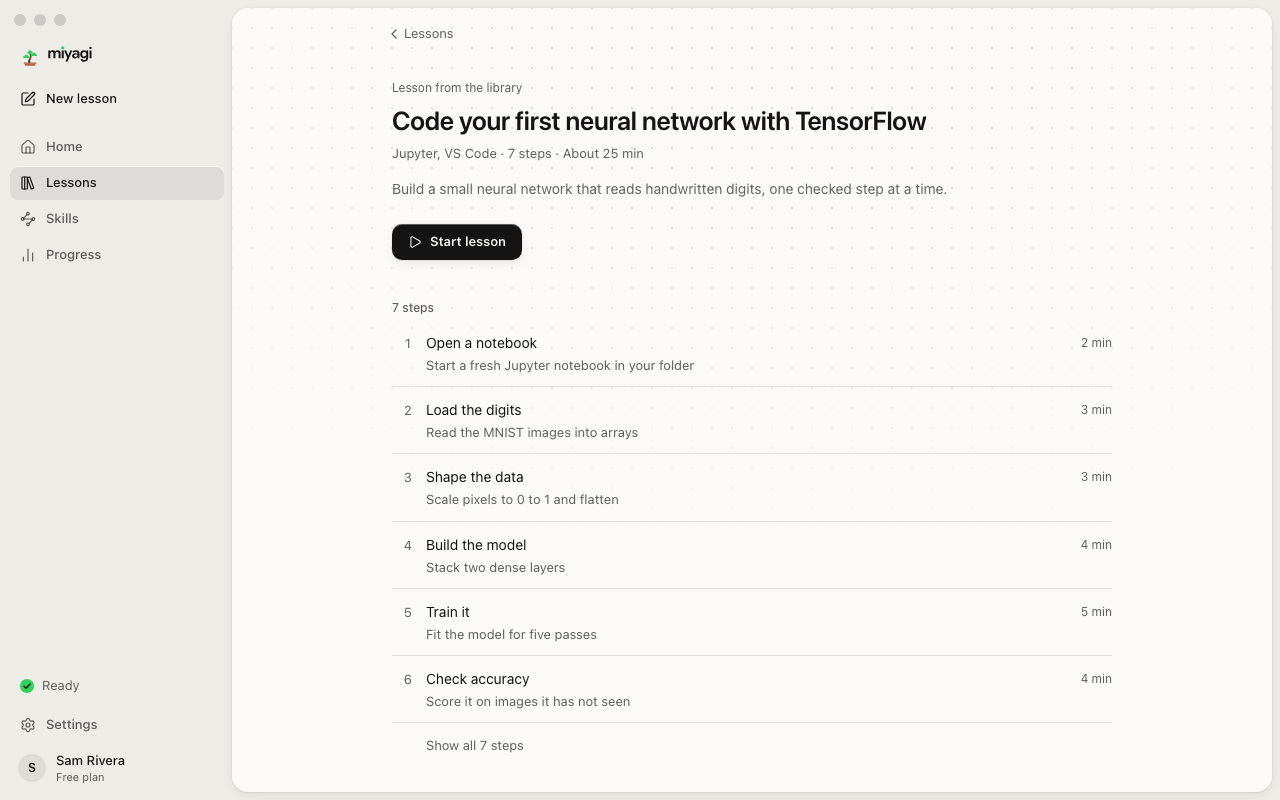 miyagi
New lesson
Home
Lessons
Skills
Progress
Ready
Settings
S
Sam Rivera
Free plan
Lessons
Lesson from the library
Code your first neural network with TensorFlow
Jupyter, VS Code · 7 steps · About 25 min
Build a small neural network that reads handwritten digits, one checked step at a time.
Start lesson
7 steps
1 Open a notebook 2 min
Start a fresh Jupyter notebook in your folder
2 Load the digits 3 min
Read the MNIST images into arrays
3 Shape the data 3 min
Scale pixels to 0 to 1 and flatten
4 Build the model 4 min
Stack two dense layers
5 Train it 5 min
Fit the model for five passes
6 Check accuracy 4 min
Score it on images it has not seen
Show all 7 steps